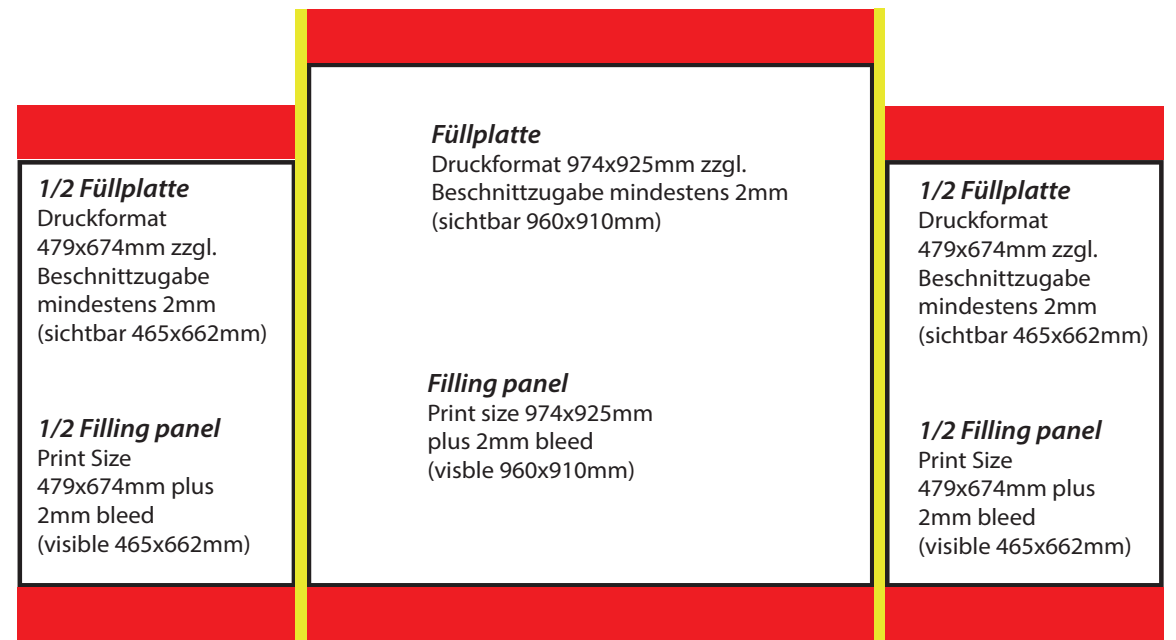 1/2 Füllplatte
Druckformat
479x674mm zzgl.
Beschnittzugabe
mindestens 2mm
(sichtbar 465x662mm)
1/2 Filling panel
Print Size
479x674mm plus
2mm bleed
(visible 465x662mm)
Füllplatte
Druckformat 974x925mm zzgl.
Beschnittzugabe mindestens 2mm
(sichtbar 960x910mm)
Filling panel
Print size 974x925mm
plus 2mm bleed
(visble 960x910mm)
1/2 Füllplatte
Druckformat
479x674mm zzgl.
Beschnittzugabe
mindestens 2mm
(sichtbar 465x662mm)
1/2 Filling panel
Print Size
479x674mm plus
2mm bleed
(visible 465x662mm)